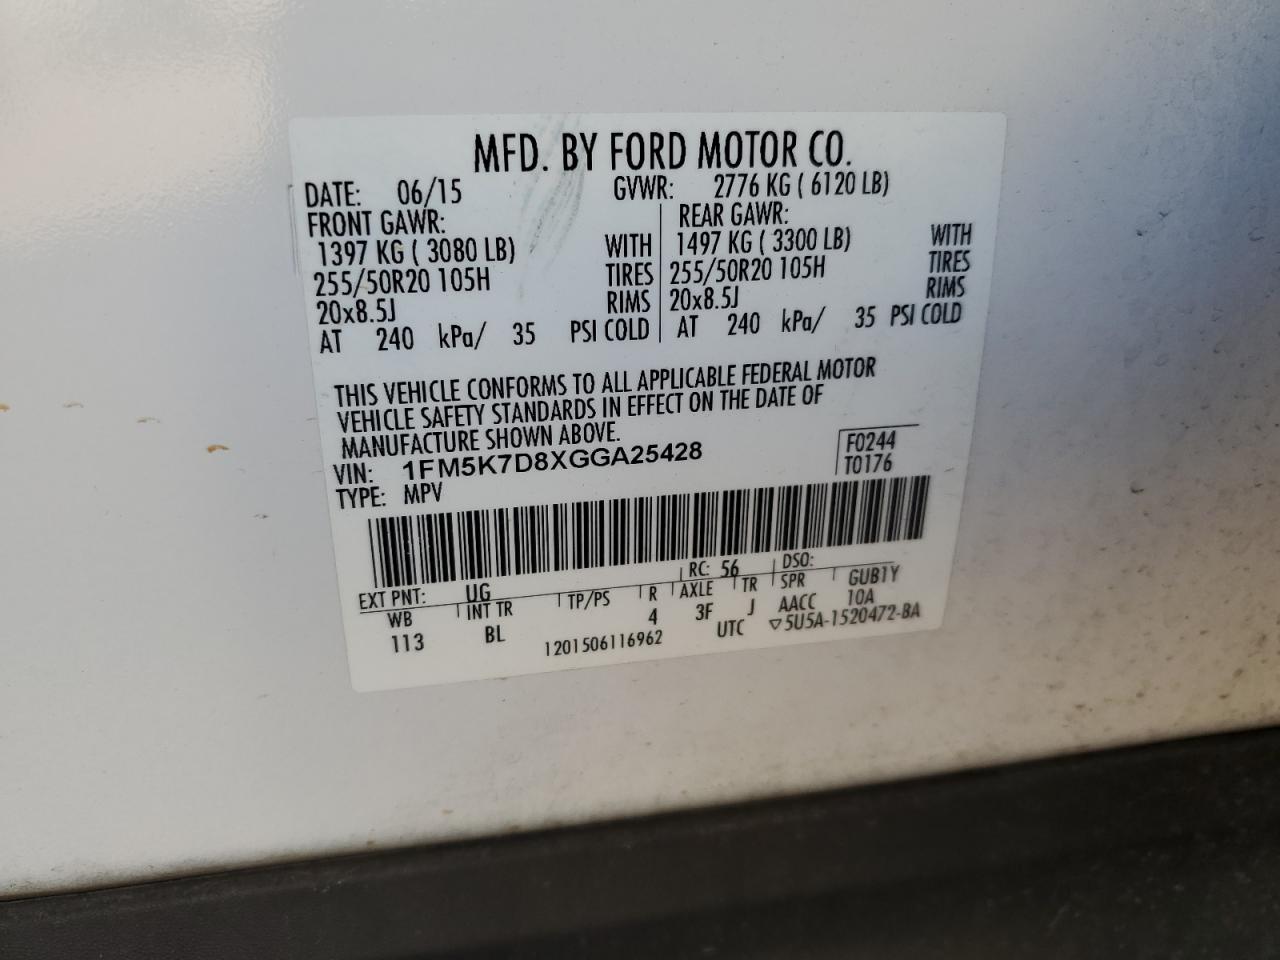 MFD. BY FORD MOTOR CO.
DATE: 06/15 GVWR: 2776 KG ( 6120 LB)
FRONT GAWR: REAR GAWR:
1397 KG ( 3080 LB) WITH 1497 KG ( 3300 LB) WITH
255/50R20 105H TIRES 255/50R20 105H TIRES
20x8.5J RIMS 20x8.5J RIMS
AT 240 kPa/ 35 PSI COLD AT 240 kPa/ 35 PSI COLD
THIS VEHICLE CONFORMS TO ALL APPLICABLE FEDERAL MOTOR
VEHICLE SAFETY STANDARDS IN EFFECT ON THE DATE OF
MANUFACTURE SHOWN ABOVE.
VIN: 1FM5K7D8XGGA25428 F0244
TYPE: MPV T0176
EXT PNT: UG RC: 56 DSO:
WB INT TR TP/PS R AXLE TR SPR GUB1Y
113 BL 4 3F J AACC 10A
1201506116962 UTC ▽5U5A-1520472-BA